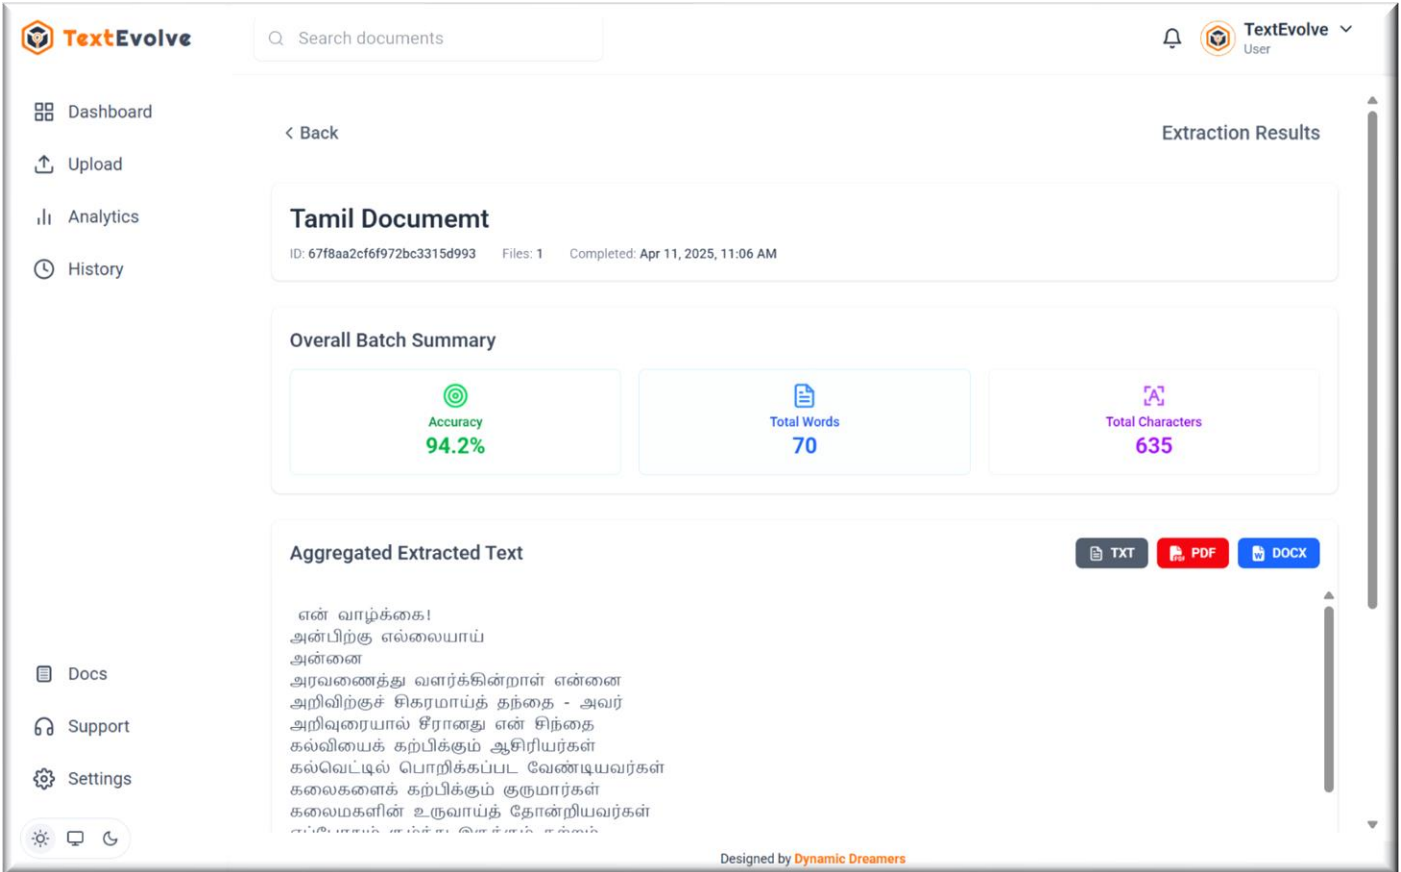 TextEvolve
Search documents
TextEvolve
User
Dashboard
Upload
Analytics
History
Back
Extraction Results
Tamil Documemt
ID: 67f8aa2cf6f972bc3315d993 Files: 1 Completed: Apr 11, 2025, 11:06 AM
Overall Batch Summary
Accuracy
94.2%
Total Words
70
Total Characters
635
Aggregated Extracted Text
TXT
PDF
DOCX
என் வாழ்க்கை!
அன்பிற்கு எல்லையாய்
அன்னை
அரவணைத்து வளர்க்கின்றாள் என்னை
அறிவிற்குச் சிகரமாய்த் தந்தை - அவர்
அறிவுரையால் சீரானது என் சிந்தை
கல்வியைக் கற்பிக்கும் ஆசிரியர்கள்
கல்வெட்டில் பொறிக்கப்பட வேண்டியவர்கள்
கலைகளைக் கற்பிக்கும் குருமார்கள்
கலைமகளின் உருவாய்த் தோன்றியவர்கள்
Docs
Support
Settings
Designed by Dynamic Dreamers